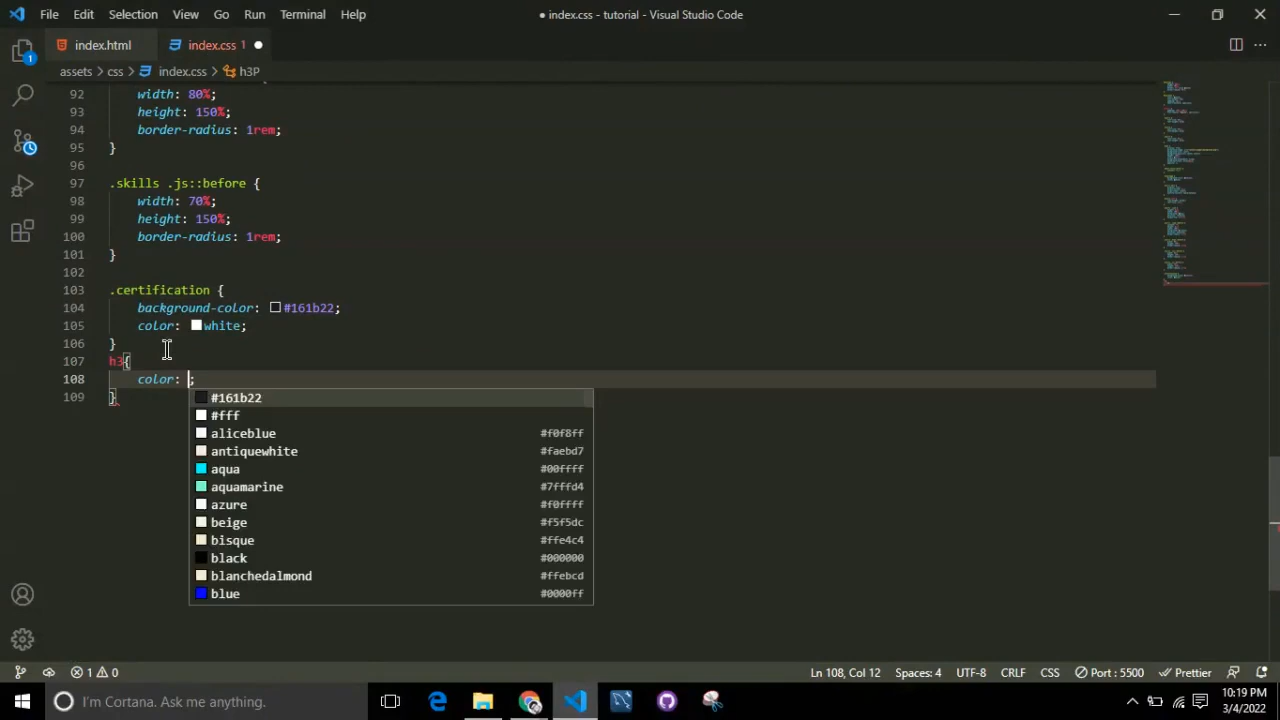 File Edit Selection View Go Run Terminal Help
● index.css - tutorial - Visual Studio Code
index.html
index.css 1
assets > css > index.css > h3P
92 width: 80%;
93 height: 150%;
94 border-radius: 1rem;
95 }
96
97 .skills .js::before {
98 width: 70%;
99 height: 150%;
100 border-radius: 1rem;
101 }
102
103 .certification {
104 background-color: #161b22;
105 color: white;
106 }
107 h3{
108 color: ;
109 }
#161b22
#fff
aliceblue #f0f8ff
antiquewhite #faebd7
aqua #00ffff
aquamarine #7fffd4
azure #f0ffff
beige #f5f5dc
bisque #ffe4c4
black #000000
blanchedalmond #ffebcd
blue #0000ff
1
1 0
Ln 108, Col 12 Spaces: 4 UTF-8 CRLF CSS Port : 5500 Prettier
I'm Cortana. Ask me anything.
10:19 PM
3/4/2022